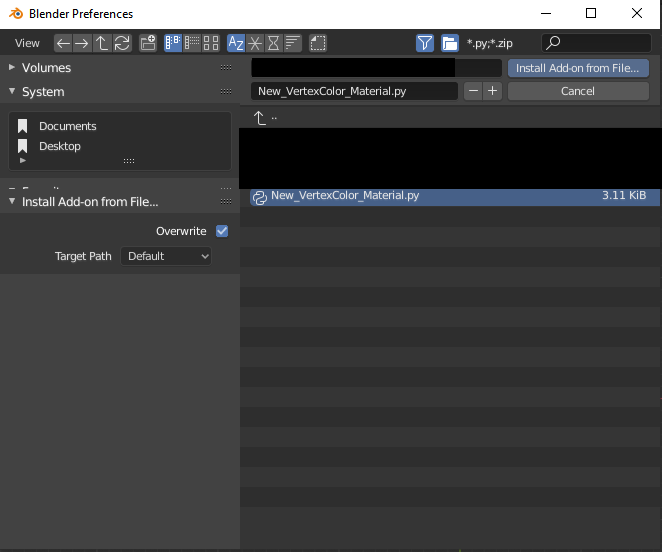 Blender Preferences
View
*.py;*.zip
Volumes
Install Add-on from File...
System
New_VertexColor_Material.py
Cancel
Documents
..
Desktop
New_VertexColor_Material.py 3.11 KiB
Install Add-on from File...
Overwrite
Target Path Default